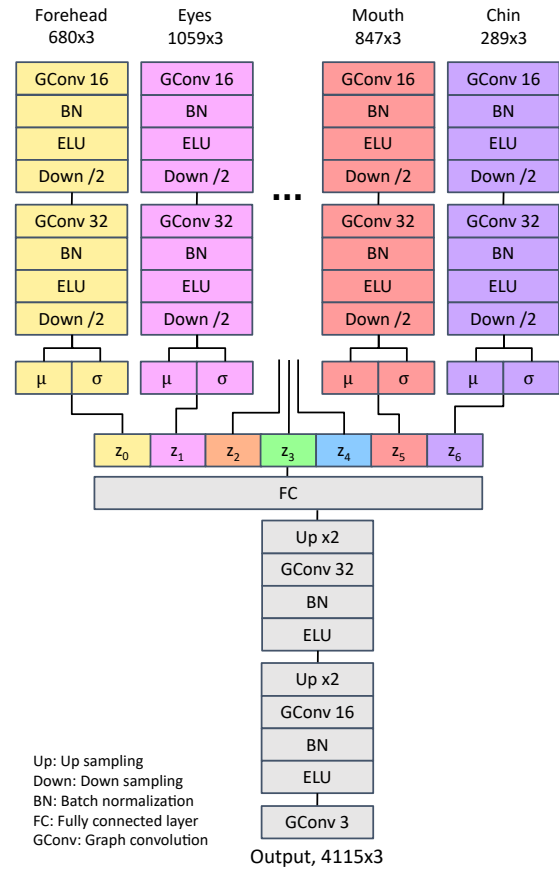 Forehead Eyes Mouth Chin
680x3 1059x3 847x3 289x3
GConv 16 GConv 16 GConv 16 GConv 16
BN BN BN BN
ELU ELU ELU ELU
Down /2 Down /2 Down /2 Down /2
...
GConv 32 GConv 32 GConv 32 GConv 32
BN BN BN BN
ELU ELU ELU ELU
Down /2 Down /2 Down /2 Down /2
μ σ μ σ μ σ μ σ
z0 z1 z2 z3 z4 z5 z6
FC
Up x2
GConv 32
BN
ELU
Up x2
GConv 16
BN
ELU
GConv 3
Output, 4115x3
Up: Up sampling
Down: Down sampling
BN: Batch normalization
FC: Fully connected layer
GConv: Graph convolution